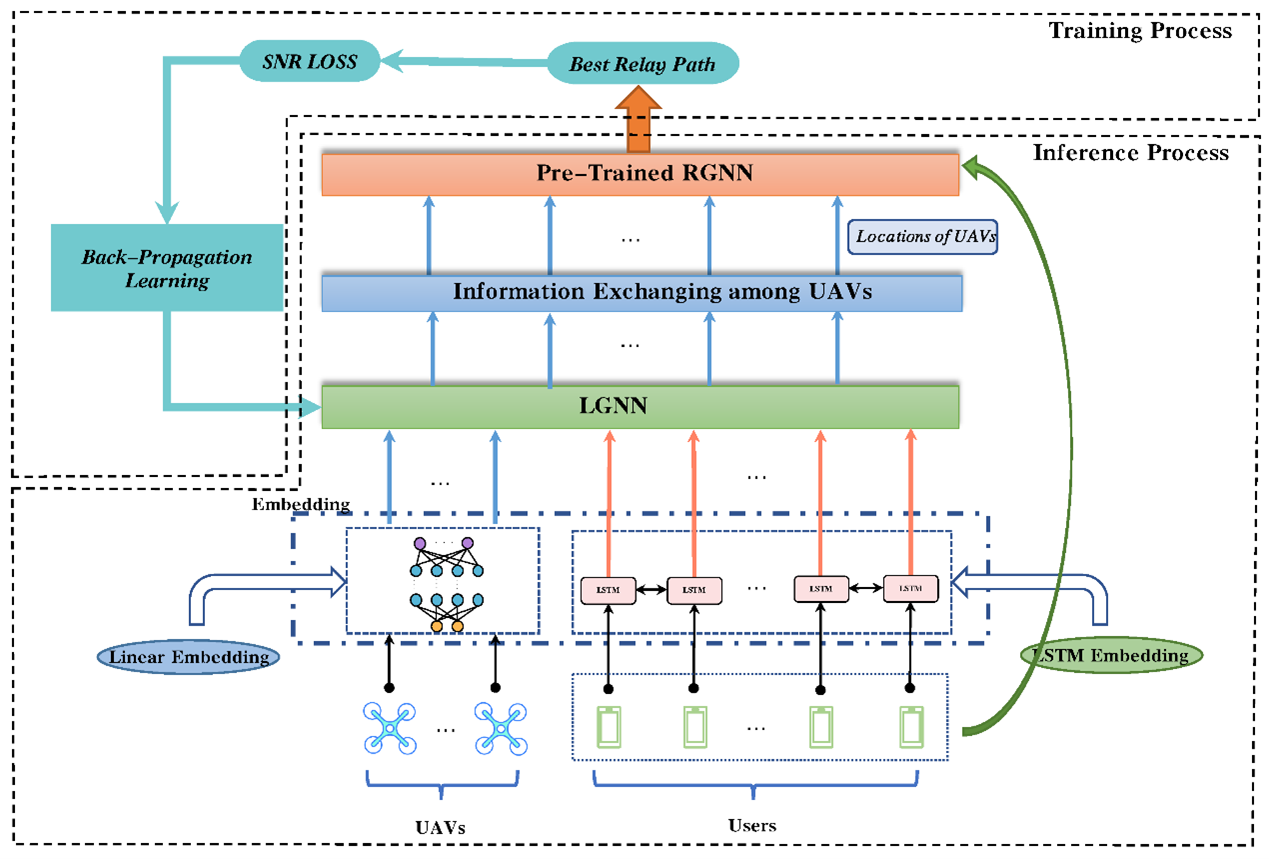 Training Process
SNR LOSS
Best Relay Path
Inference Process
Pre-Trained RGNN
Locations of UAVs
...
Back-Propagation
Learning
Information Exchanging among UAVs
...
LGNN
...
...
Embedding
LSTM
LSTM
...
LSTM
LSTM
Linear Embedding
LSTM Embedding
...
...
UAVs
Users